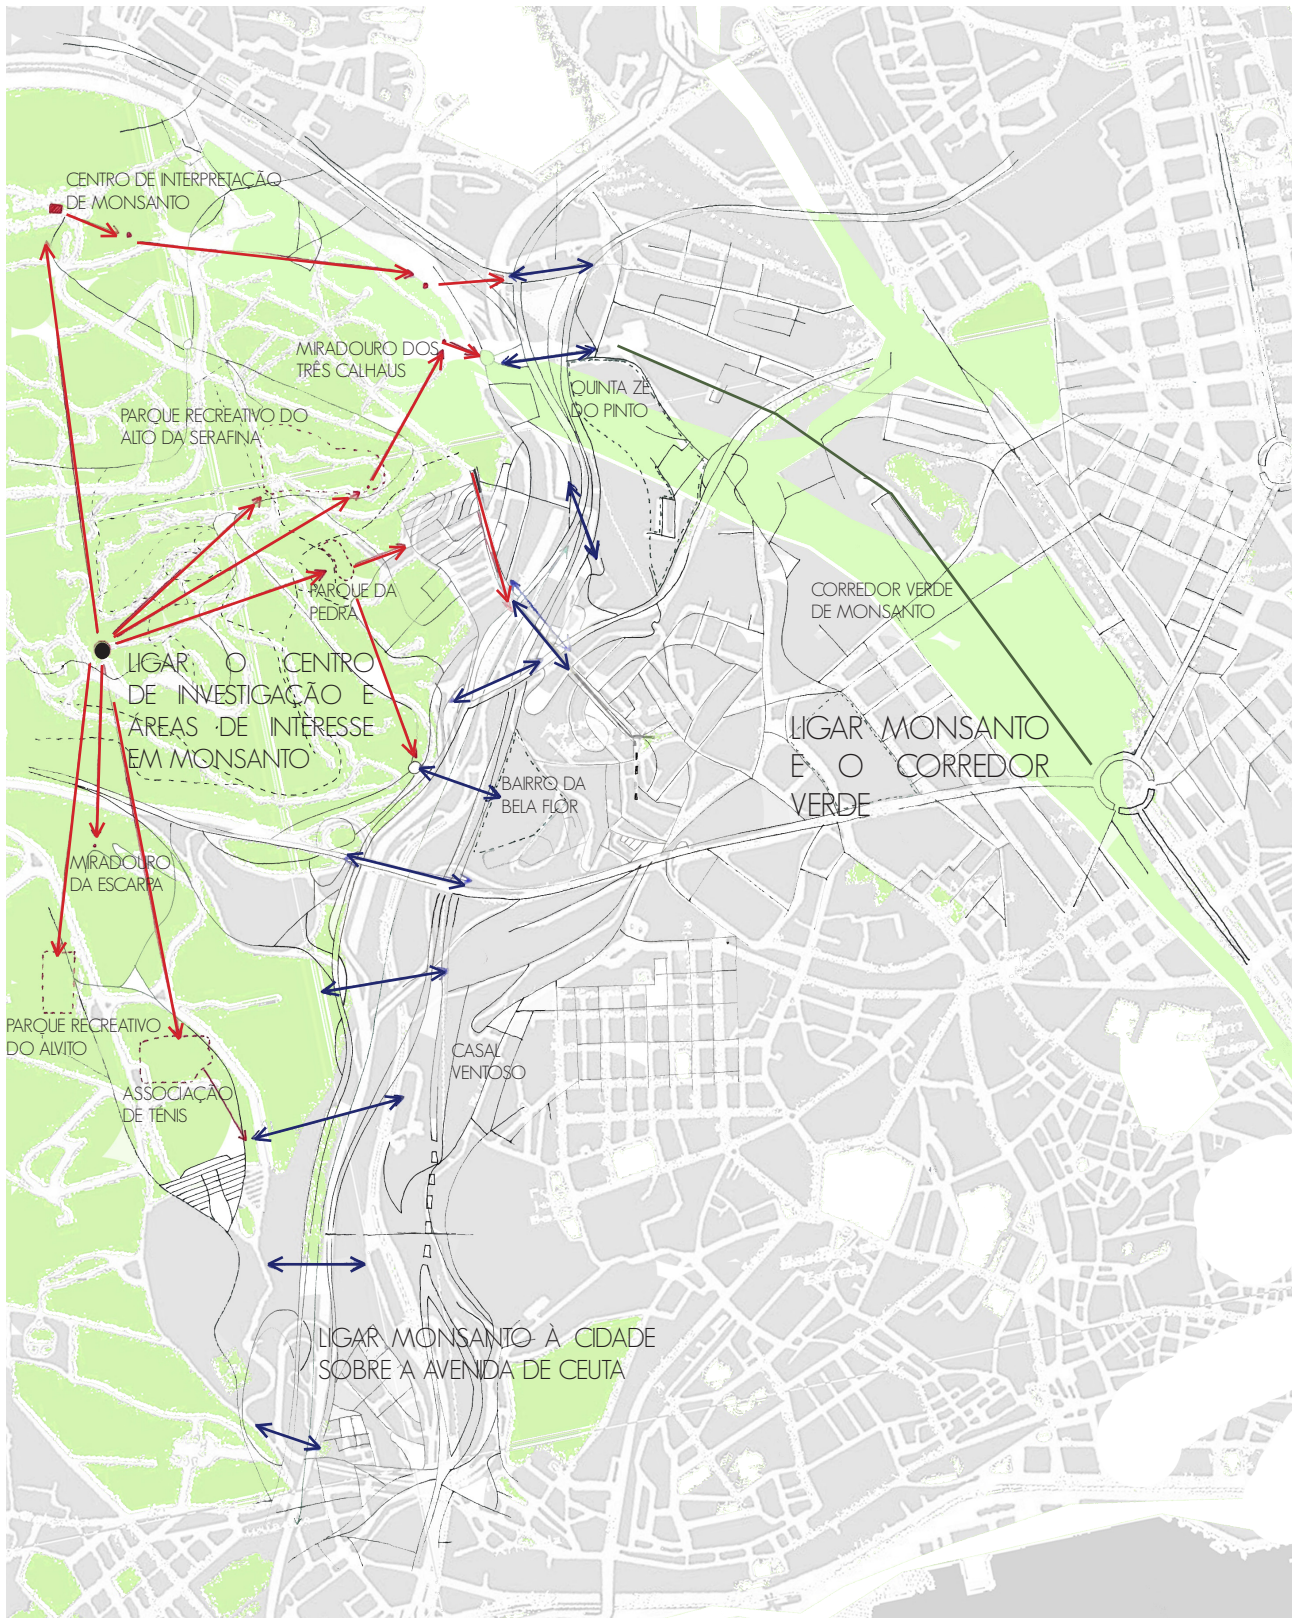 CENTRO DE INTERPRETAÇÃO
DE MONSANTO
MIRADOURO DOS
TRÊS CALHAUS
QUINTA ZÉ
DO PINTO
PARQUE RECREATIVO DO
ALTO DA SERAFINA
PARQUE DA
PEDRA
CORREDOR VERDE
DE MONSANTO
LIGAR O CENTRO
DE INVESTIGAÇÃO E
ÁREAS DE INTERESSE
EM MONSANTO
LIGAR MONSANTO
E O CORREDOR
VERDE
BAIRRO DA
BELA FLOR
MIRADOURO
DA ESCARPA
PARQUE RECREATIVO
DO ALVITO
CASAL
VENTOSO
ASSOCIAÇÃO
DE TÉNIS
LIGAR MONSANTO À CIDADE
SOBRE A AVENIDA DE CEUTA